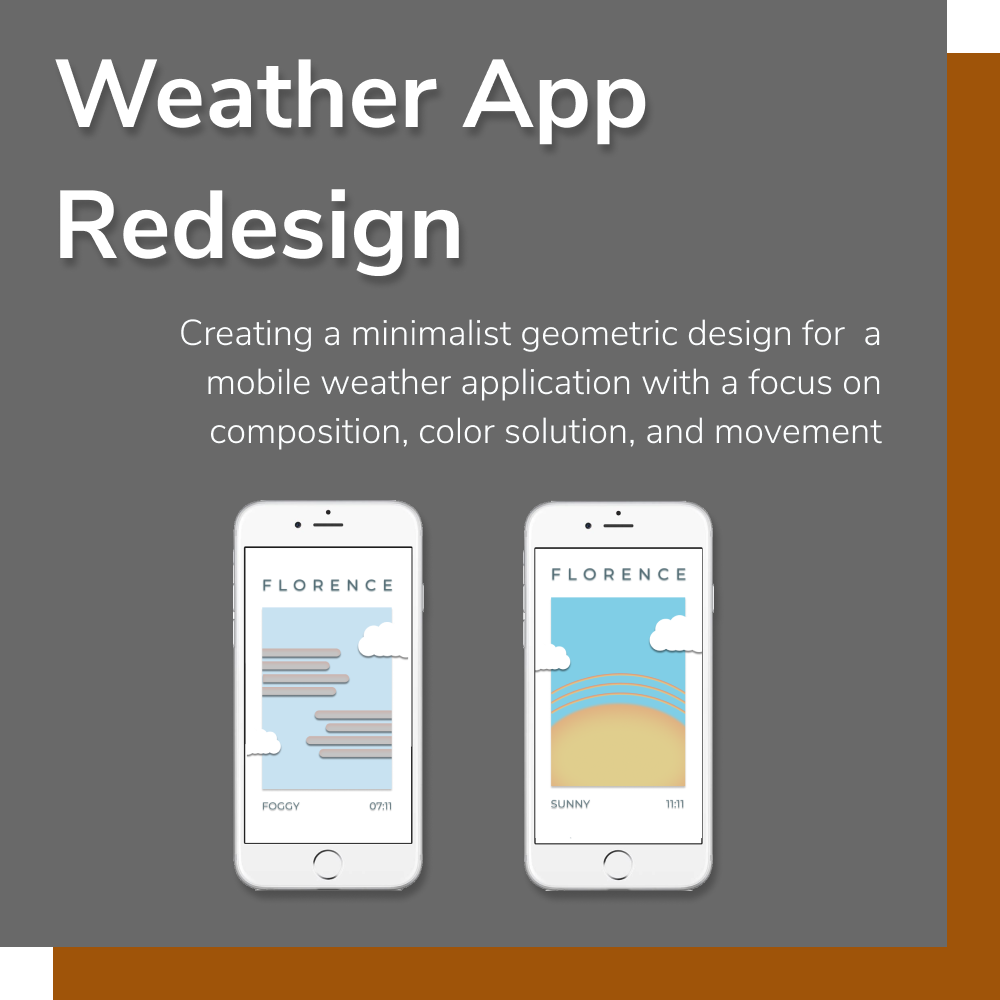 Weather App
Redesign
Creating a minimalist geometric design for  a
mobile weather application with a focus on
composition, color solution, and movement
FLORENCE
FOGGY 07:11
FLORENCE
SUNNY 11:11